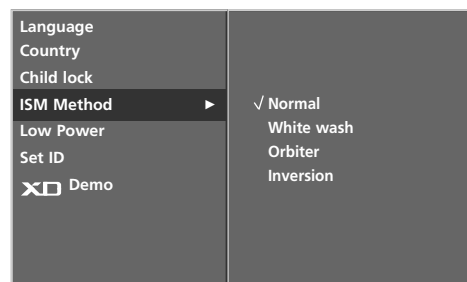 Language
Country
Child lock
ISM Method ►
Low Power
Set ID
XD Demo
√ Normal
White wash
Orbiter
Inversion